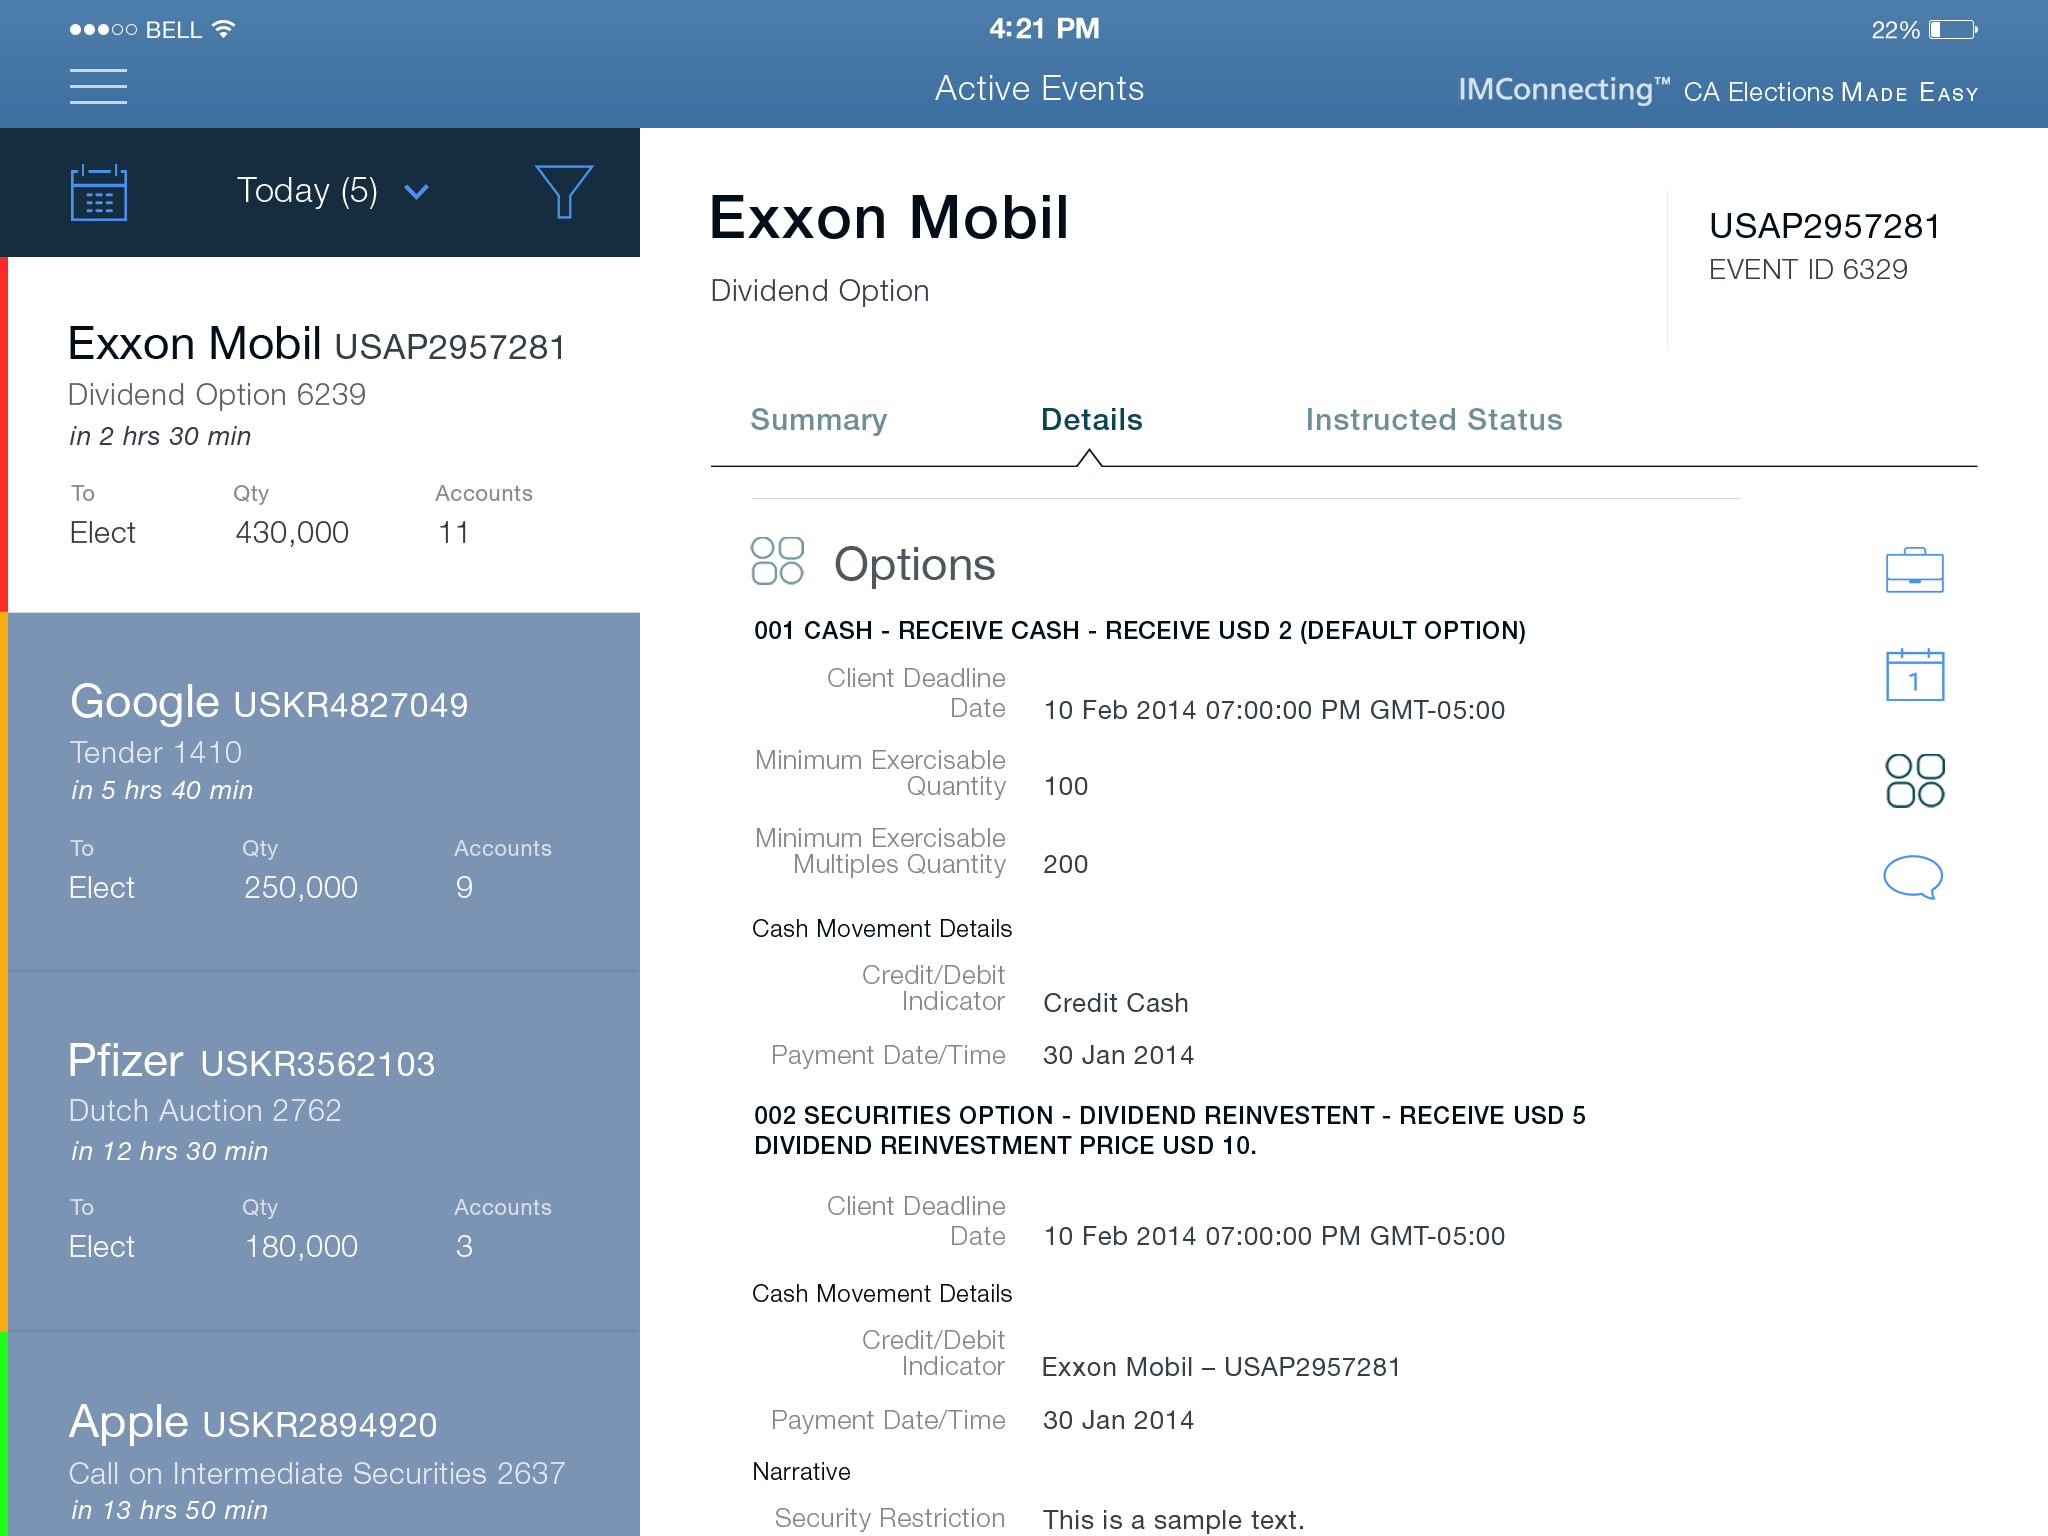 BELL
4:21 PM
22%
Active Events
IMConnecting™ CA Elections MADE EASY
Today (5)
Exxon Mobil USAP2957281
Dividend Option 6239
in 2 hrs 30 min
To Qty Accounts
Elect 430,000 11
Google USKR4827049
Tender 1410
in 5 hrs 40 min
To Qty Accounts
Elect 250,000 9
Pfizer USKR3562103
Dutch Auction 2762
in 12 hrs 30 min
To Qty Accounts
Elect 180,000 3
Apple USKR2894920
Call on Intermediate Securities 2637
in 13 hrs 50 min
Exxon Mobil
Dividend Option
USAP2957281
EVENT ID 6329
Summary Details Instructed Status
Options
001 CASH - RECEIVE CASH - RECEIVE USD 2 (DEFAULT OPTION)
Client Deadline
Date 10 Feb 2014 07:00:00 PM GMT-05:00
Minimum Exercisable
Quantity 100
Minimum Exercisable
Multiples Quantity 200
Cash Movement Details
Credit/Debit
Indicator Credit Cash
Payment Date/Time 30 Jan 2014
002 SECURITIES OPTION - DIVIDEND REINVESTENT - RECEIVE USD 5
DIVIDEND REINVESTMENT PRICE USD 10.
Client Deadline
Date 10 Feb 2014 07:00:00 PM GMT-05:00
Cash Movement Details
Credit/Debit
Indicator Exxon Mobil – USAP2957281
Payment Date/Time 30 Jan 2014
Narrative
Security Restriction This is a sample text.
1